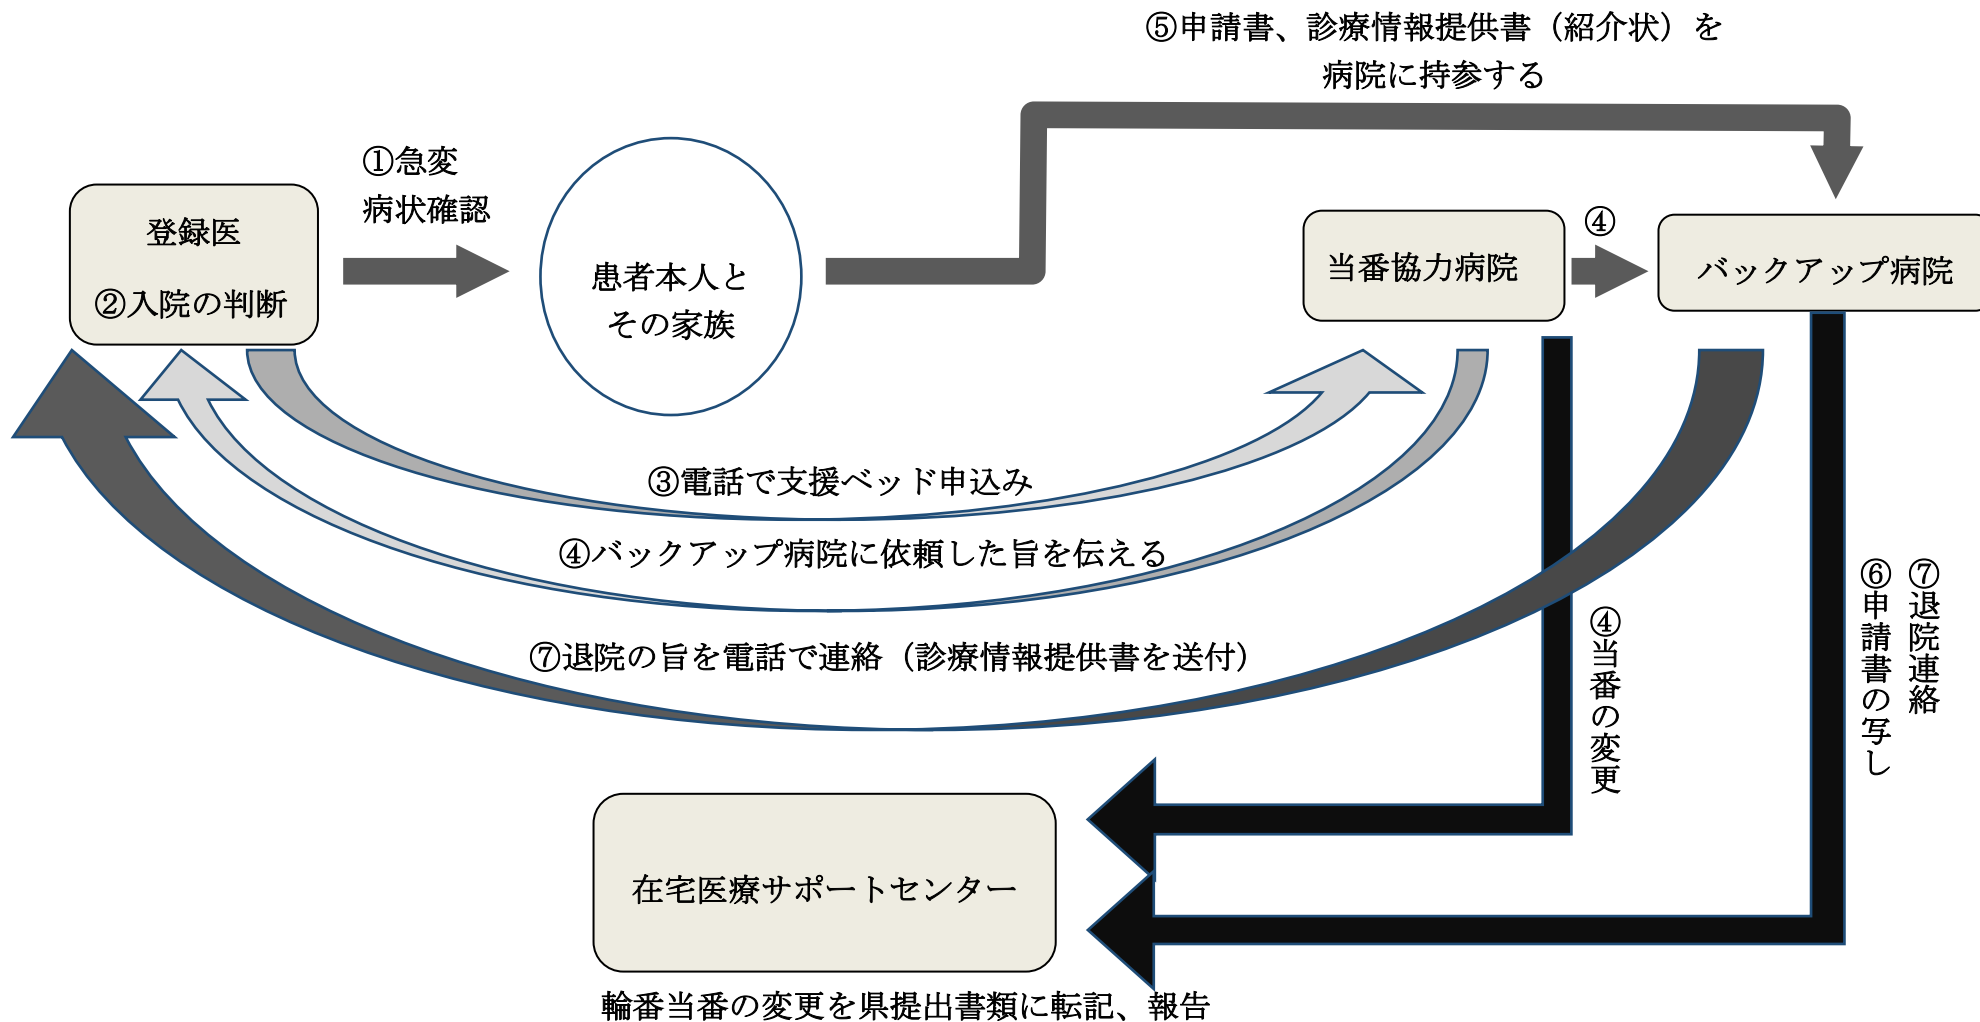 ⑤申請書、診療情報提供書（紹介状）を
病院に持参する
①急変
病状確認
登録医
②入院の判断
患者本人と
その家族
当番協力病院
④
バックアップ病院
③電話で支援ベッド申込み
④バックアップ病院に依頼した旨を伝える
⑦退院の旨を電話で連絡（診療情報提供書を送付）
④当番の変更
⑦退院連絡
⑥申請書の写し
在宅医療サポートセンター
輪番当番の変更を県提出書類に転記、報告